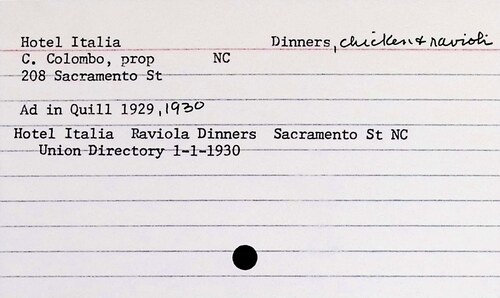 Hotel Italia Dinners, chicken & ravioli
C. Colombo, prop NC
208 Sacramento St
Ad in Quill 1929, 1930
Hotel Italia Raviola Dinners Sacramento St NC
Union Directory 1-1-1930